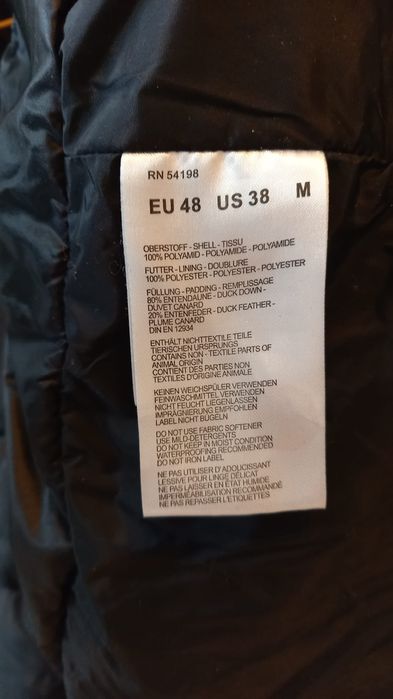 RN 54198
EU 48 US 38 M
OBERSTOFF - SHELL - TISSU
100% POLYAMID - POLYAMIDE - POLYAMIDE
FUTTER - LINING - DOUBLURE
100% POLYESTER - POLYESTER - POLYESTER
FÜLLUNG - PADDING - REMPLISSAGE
80% ENTENDAUNE - DUCK DOWN -
DUVET CANARD
20% ENTENFEDER - DUCK FEATHER -
PLUME CANARD
DIN EN 12934
ENTHÄLT NICHTTEXTILE TEILE
TIERISCHEN URSPRUNGS
CONTAINS NON - TEXTILE PARTS OF
ANIMAL ORIGIN
CONTIENT DES PARTIES NON
TEXTILES D'ORIGINE ANIMALE
KEINEN WEICHSPÜLER VERWENDEN
FEINWASCHMITTEL VERWENDEN
NICHT FEUCHT LIEGENLASSEN
IMPRÄGNIERUNG EMPFOHLEN
LABEL NICHT BÜGELN
DO NOT USE FABRIC SOFTENER
USE MILD-DETERGENTS
DO NOT KEEP IN MOIST CONDITION
WATERPROOFING RECOMMENDED
DO NOT IRON LABEL
NE PAS UTILISER D'ADOUCISSANT
LESSIVE POUR LINGE DÉLICAT
NE PAS LAISSER EN ÉTAT HUMIDE
IMPERMÉABILISATION RECOMMANDÉ
NE PAS REPASSER L'ETIQUETTES